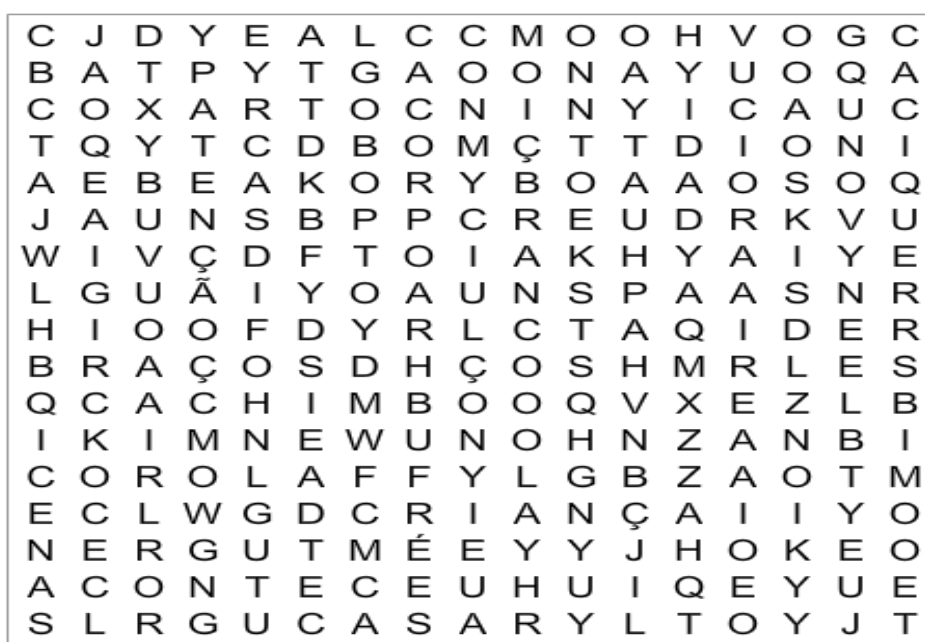 C J D Y E A L C C M O O H V O G C
B A T P Y T G A O O N A Y U O Q A
C O X A R T O C N I N Y I C A U C
T Q Y T C D B O M Ç T T D I O N I
A E B E A K O R Y B O A A O S O Q
J A U N S B P P C R E U D R K V U
W I V Ç D F T O I A K H Y A I Y E
L G U Ã I Y O A U N S P A A S N R
H I O O F D Y R L C T A Q I D E R
B R A Ç O S D H Ç O S H M R L E S
Q C A C H I M B O O Q V X E Z L B
I K I M N E W U N O H N Z A N B I
C O R O L A F F Y L G B Z A O T M
E C L W G D C R I A N Ç A I I Y O
N E R G U T M É E Y Y J H O K E O
A C O N T E C E U H U I Q E Y U E
S L R G U C A S A R Y L T O Y J T